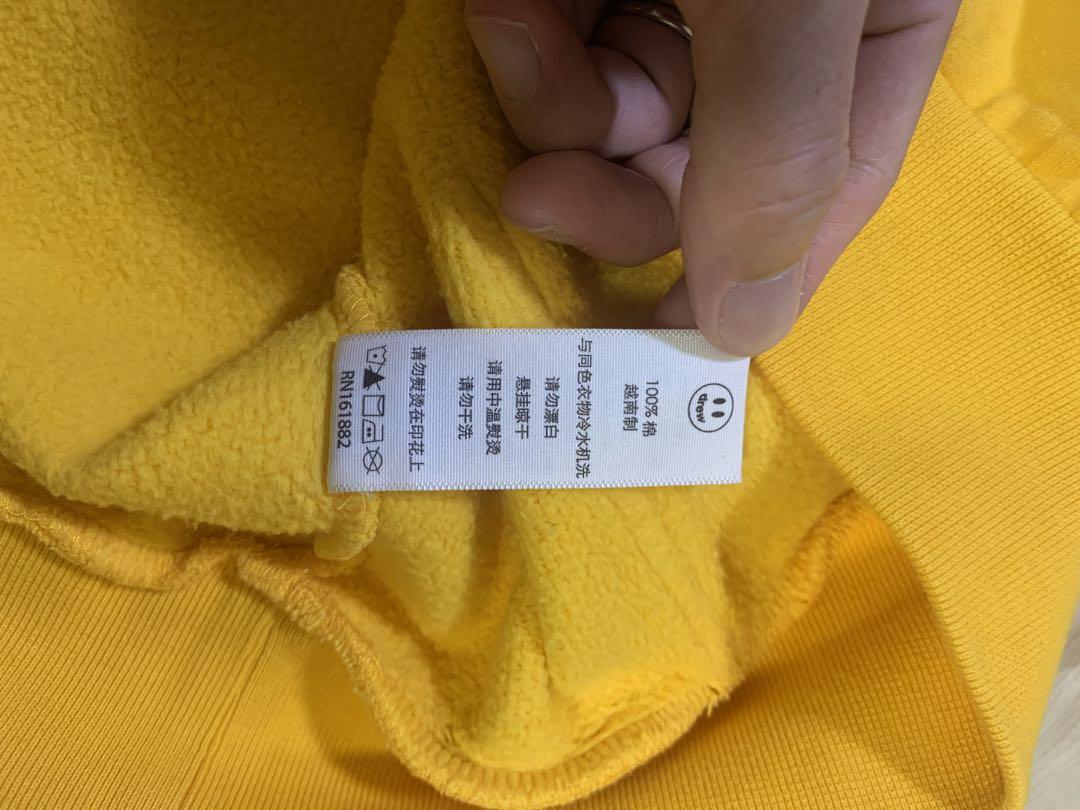 drew
100% 棉
越南制
与同色衣物冷水机洗
请勿漂白
悬挂晾干
请用中温熨烫
请勿干洗
请勿熨烫在印花上
RN161882